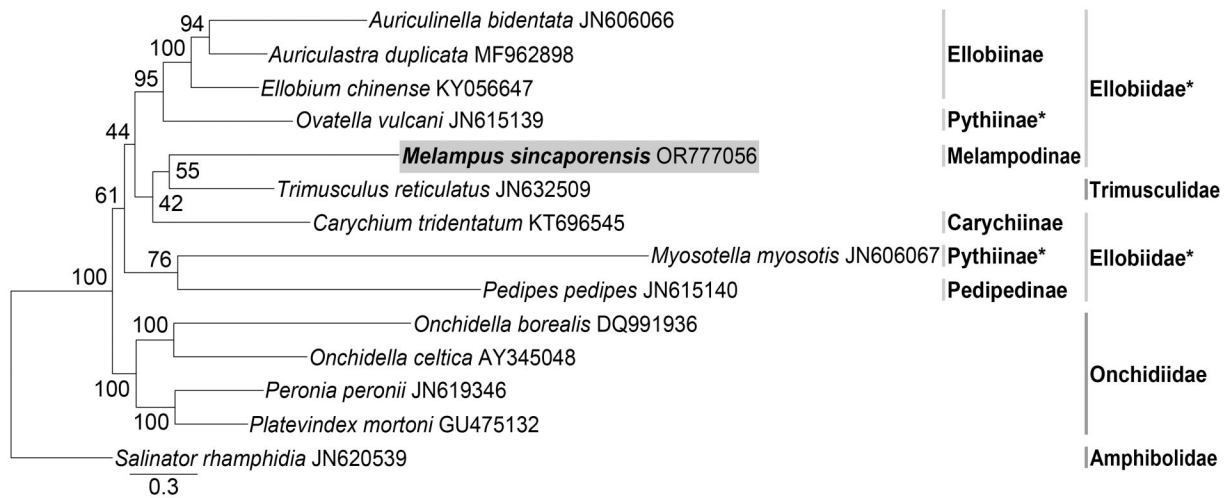 94
Auriculinella bidentata JN606066
100
Auriculastra duplicata MF962898
Ellobiinae
95
Ellobium chinense KY056647
Ellobiidae*
Ovatella vulcani JN615139
Pythiinae*
44
Melampus sincaporensis OR777056
Melampodinae
55
Trimusculus reticulatus JN632509
Trimusculidae
61
42
Carychium tridentatum KT696545
Carychiinae
76
Myosotella myosotis JN606067
Pythiinae*
Ellobiidae*
100
Pedipes pedipes JN615140
Pedipedinae
100
Onchidella borealis DQ991936
Onchidella celtica AY345048
Onchidiidae
100
Peronia peronii JN619346
100
Platevindex mortoni GU475132
Salinator rhamphidia JN620539
Amphibolidae
0.3